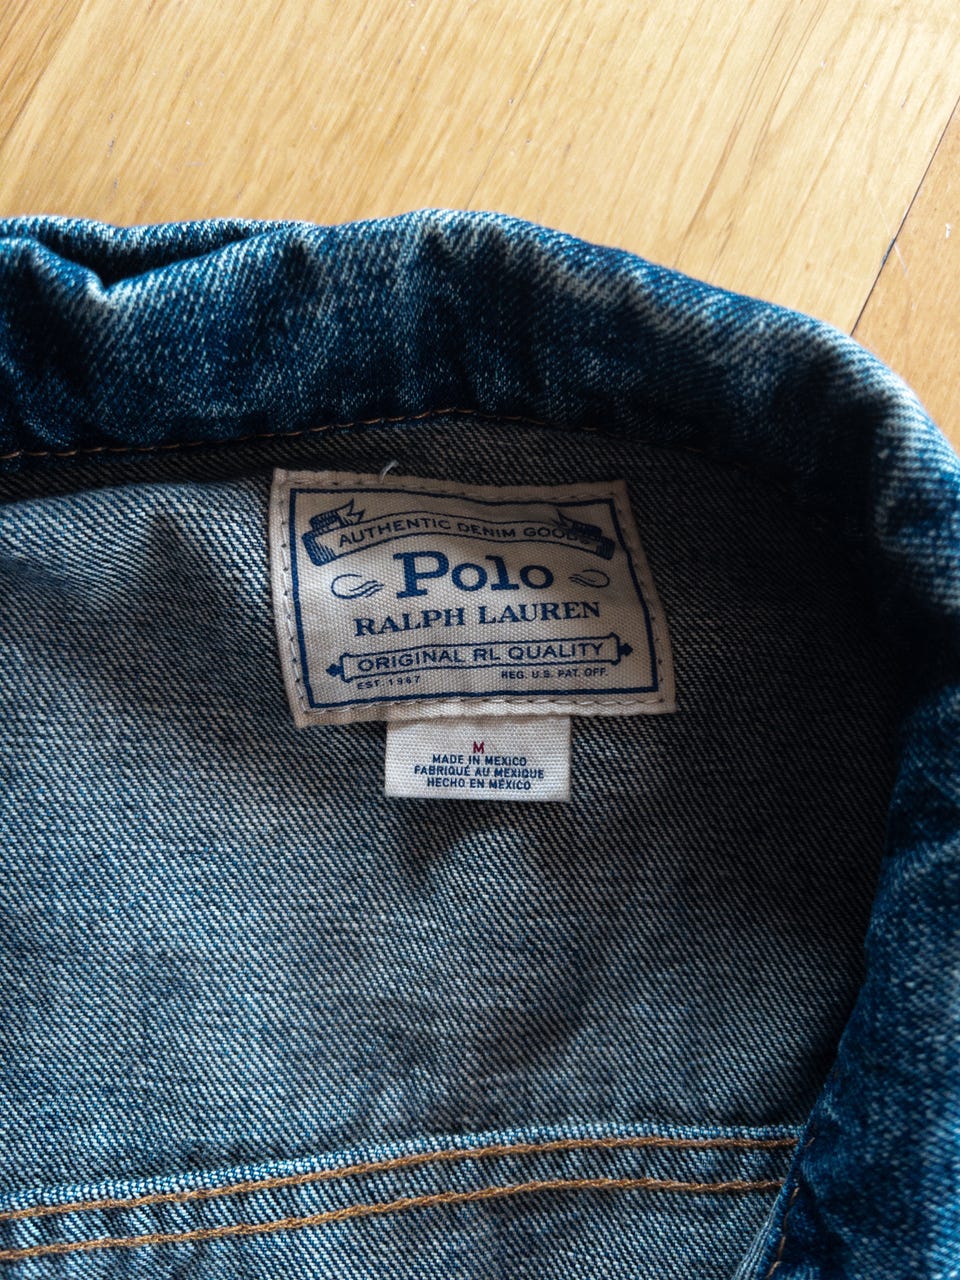 AUTHENTIC DENIM GOODS
Polo
RALPH LAUREN
ORIGINAL RL QUALITY
EST. 1967 REG. U.S. PAT. OFF.
M
MADE IN MEXICO
FABRIQUÉ AU MEXIQUE
HECHO EN MÉXICO